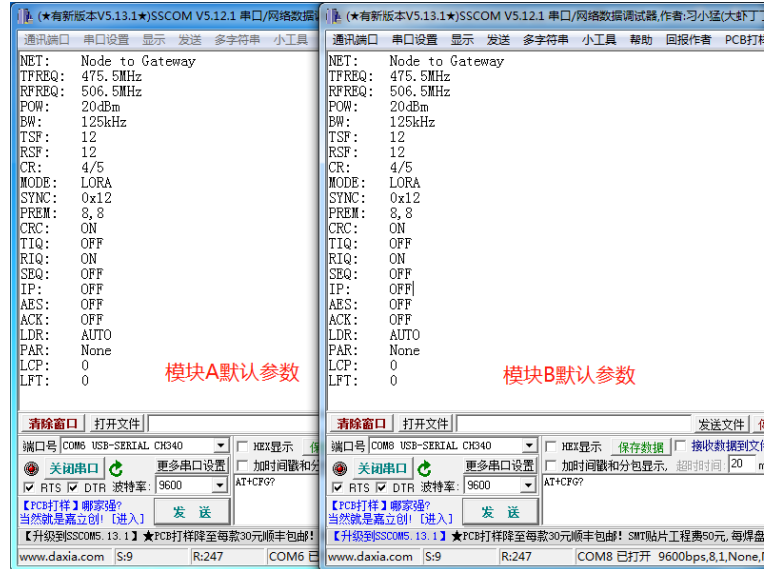 (★有新版本V5.13.1★)SSCOM V5.12.1 串口/网络数据调
通讯端口 串口设置 显示 发送 多字符串 小工具
NET: Node to Gateway
TFREQ: 475.5MHz
RFREQ: 506.5MHz
POW: 20dBm
BW: 125kHz
TSF: 12
RSF: 12
CR: 4/5
MODE: LORA
SYNC: 0x12
PREM: 8,8
CRC: ON
TIQ: OFF
RIQ: ON
SEQ: OFF
IP: OFF
AES: OFF
ACK: OFF
LDR: AUTO
PAR: None
LCP: 0
LFT: 0
模块A默认参数
清除窗口 打开文件
端口号 COM6 USB-SERIAL CH340 HEX显示
关闭串口 更多串口设置 加时间戳和分
RTS DTR 波特率: 9600 AT+CFG?
【PCB打样】哪家强?
当然就是嘉立创!【进入】 发 送
【升级到SSCOM5.13.1】★PCB打样降至每款30元顺丰包邮!
www.daxia.com S:9 R:247 COM6 已
(★有新版本V5.13.1★)SSCOM V5.12.1 串口/网络数据调试器,作者:习小猛(大虾丁丁
通讯端口 串口设置 显示 发送 多字符串 小工具 帮助 回报作者 PCB打样
NET: Node to Gateway
TFREQ: 475.5MHz
RFREQ: 506.5MHz
POW: 20dBm
BW: 125kHz
TSF: 12
RSF: 12
CR: 4/5
MODE: LORA
SYNC: 0x12
PREM: 8,8
CRC: ON
TIQ: OFF
RIQ: ON
SEQ: OFF
IP: OFF
AES: OFF
ACK: OFF
LDR: AUTO
PAR: None
LCP: 0
LFT: 0
模块B默认参数
清除窗口 打开文件 发送文件
端口号 COM8 USB-SERIAL CH340 HEX显示 保存数据 接收数据到文件
关闭串口 更多串口设置 加时间戳和分包显示, 超时时间: 20 m
RTS DTR 波特率: 9600 AT+CFG?
【PCB打样】哪家强?
当然就是嘉立创!【进入】 发 送
【升级到SSCOM5.13.1】★PCB打样降至每款30元顺丰包邮! SMT贴片工程费50元,每焊盘
www.daxia.com S:9 R:247 COM8 已打开 9600bps,8,1,None,